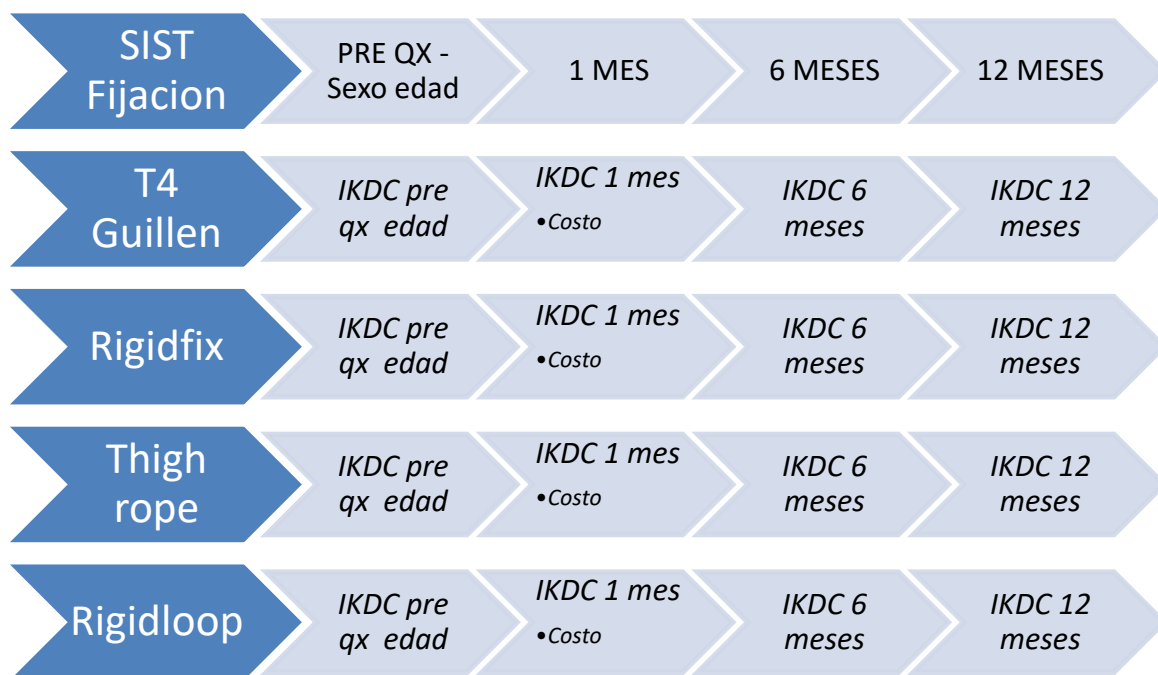 SIST
Fijacion
PRE QX -
Sexo edad
1 MES
6 MESES
12 MESES
T4
Guillen
IKDC pre
qx edad
IKDC 1 mes
•Costo
IKDC 6
meses
IKDC 12
meses
Rigidfix
IKDC pre
qx edad
IKDC 1 mes
•Costo
IKDC 6
meses
IKDC 12
meses
Thigh
rope
IKDC pre
qx edad
IKDC 1 mes
•Costo
IKDC 6
meses
IKDC 12
meses
Rigidloop
IKDC pre
qx edad
IKDC 1 mes
•Costo
IKDC 6
meses
IKDC 12
meses